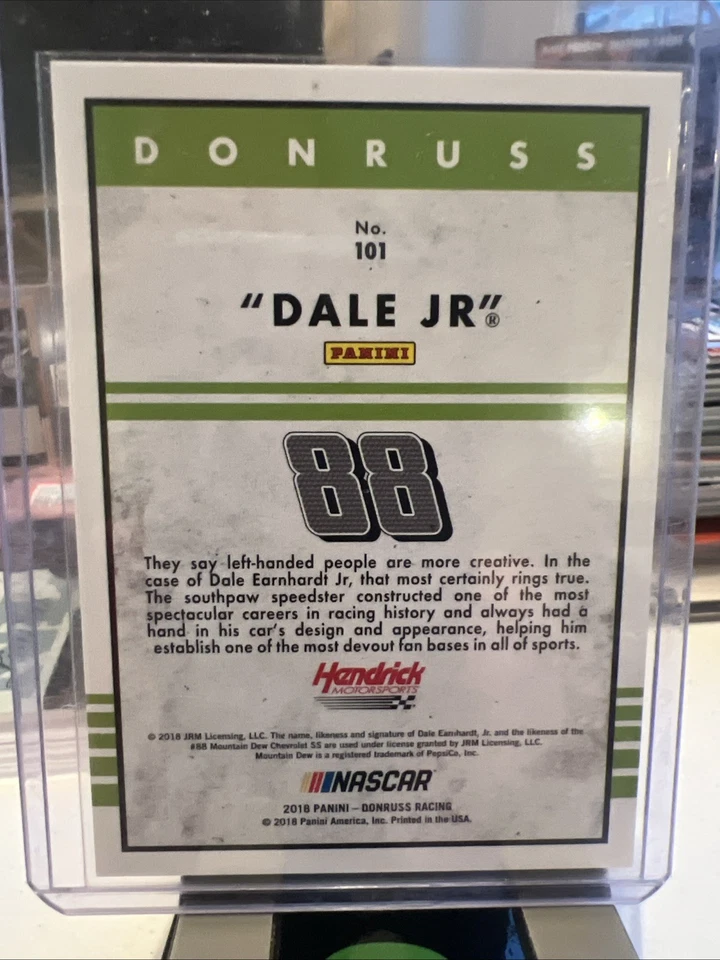 DONRUSS
No.
101
“DALE JR”®
PANINI
88
They say left-handed people are more creative. In the
case of Dale Earnhardt Jr, that most certainly rings true.
The southpaw speedster constructed one of the most
spectacular careers in racing history and always had a
hand in his car's design and appearance, helping him
establish one of the most devout fan bases in all of sports.
Hendrick
MOTORSPORTS
© 2018 JRM Licensing, LLC. The name, likeness and signature of Dale Earnhardt, Jr. and the likeness of the
#88 Mountain Dew Chevrolet SS are used under license granted by JRM Licensing, LLC.
Mountain Dew is a registered trademark of PepsiCo, Inc.
NASCAR
2018 PANINI – DONRUSS RACING
© 2018 Panini America, Inc. Printed in the USA.